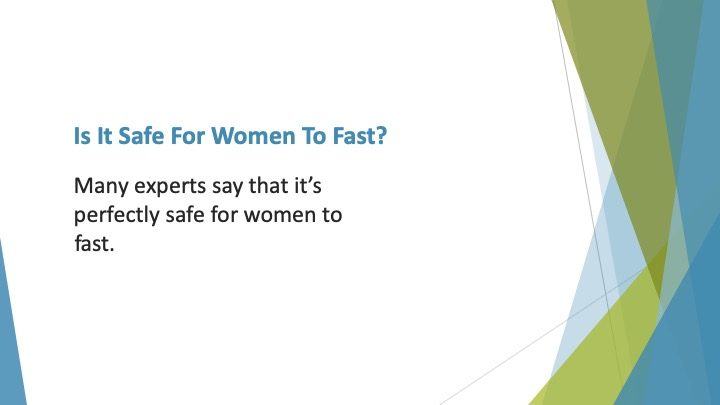 Is It Safe For Women To Fast?
Many experts say that it’s
perfectly safe for women to
fast.